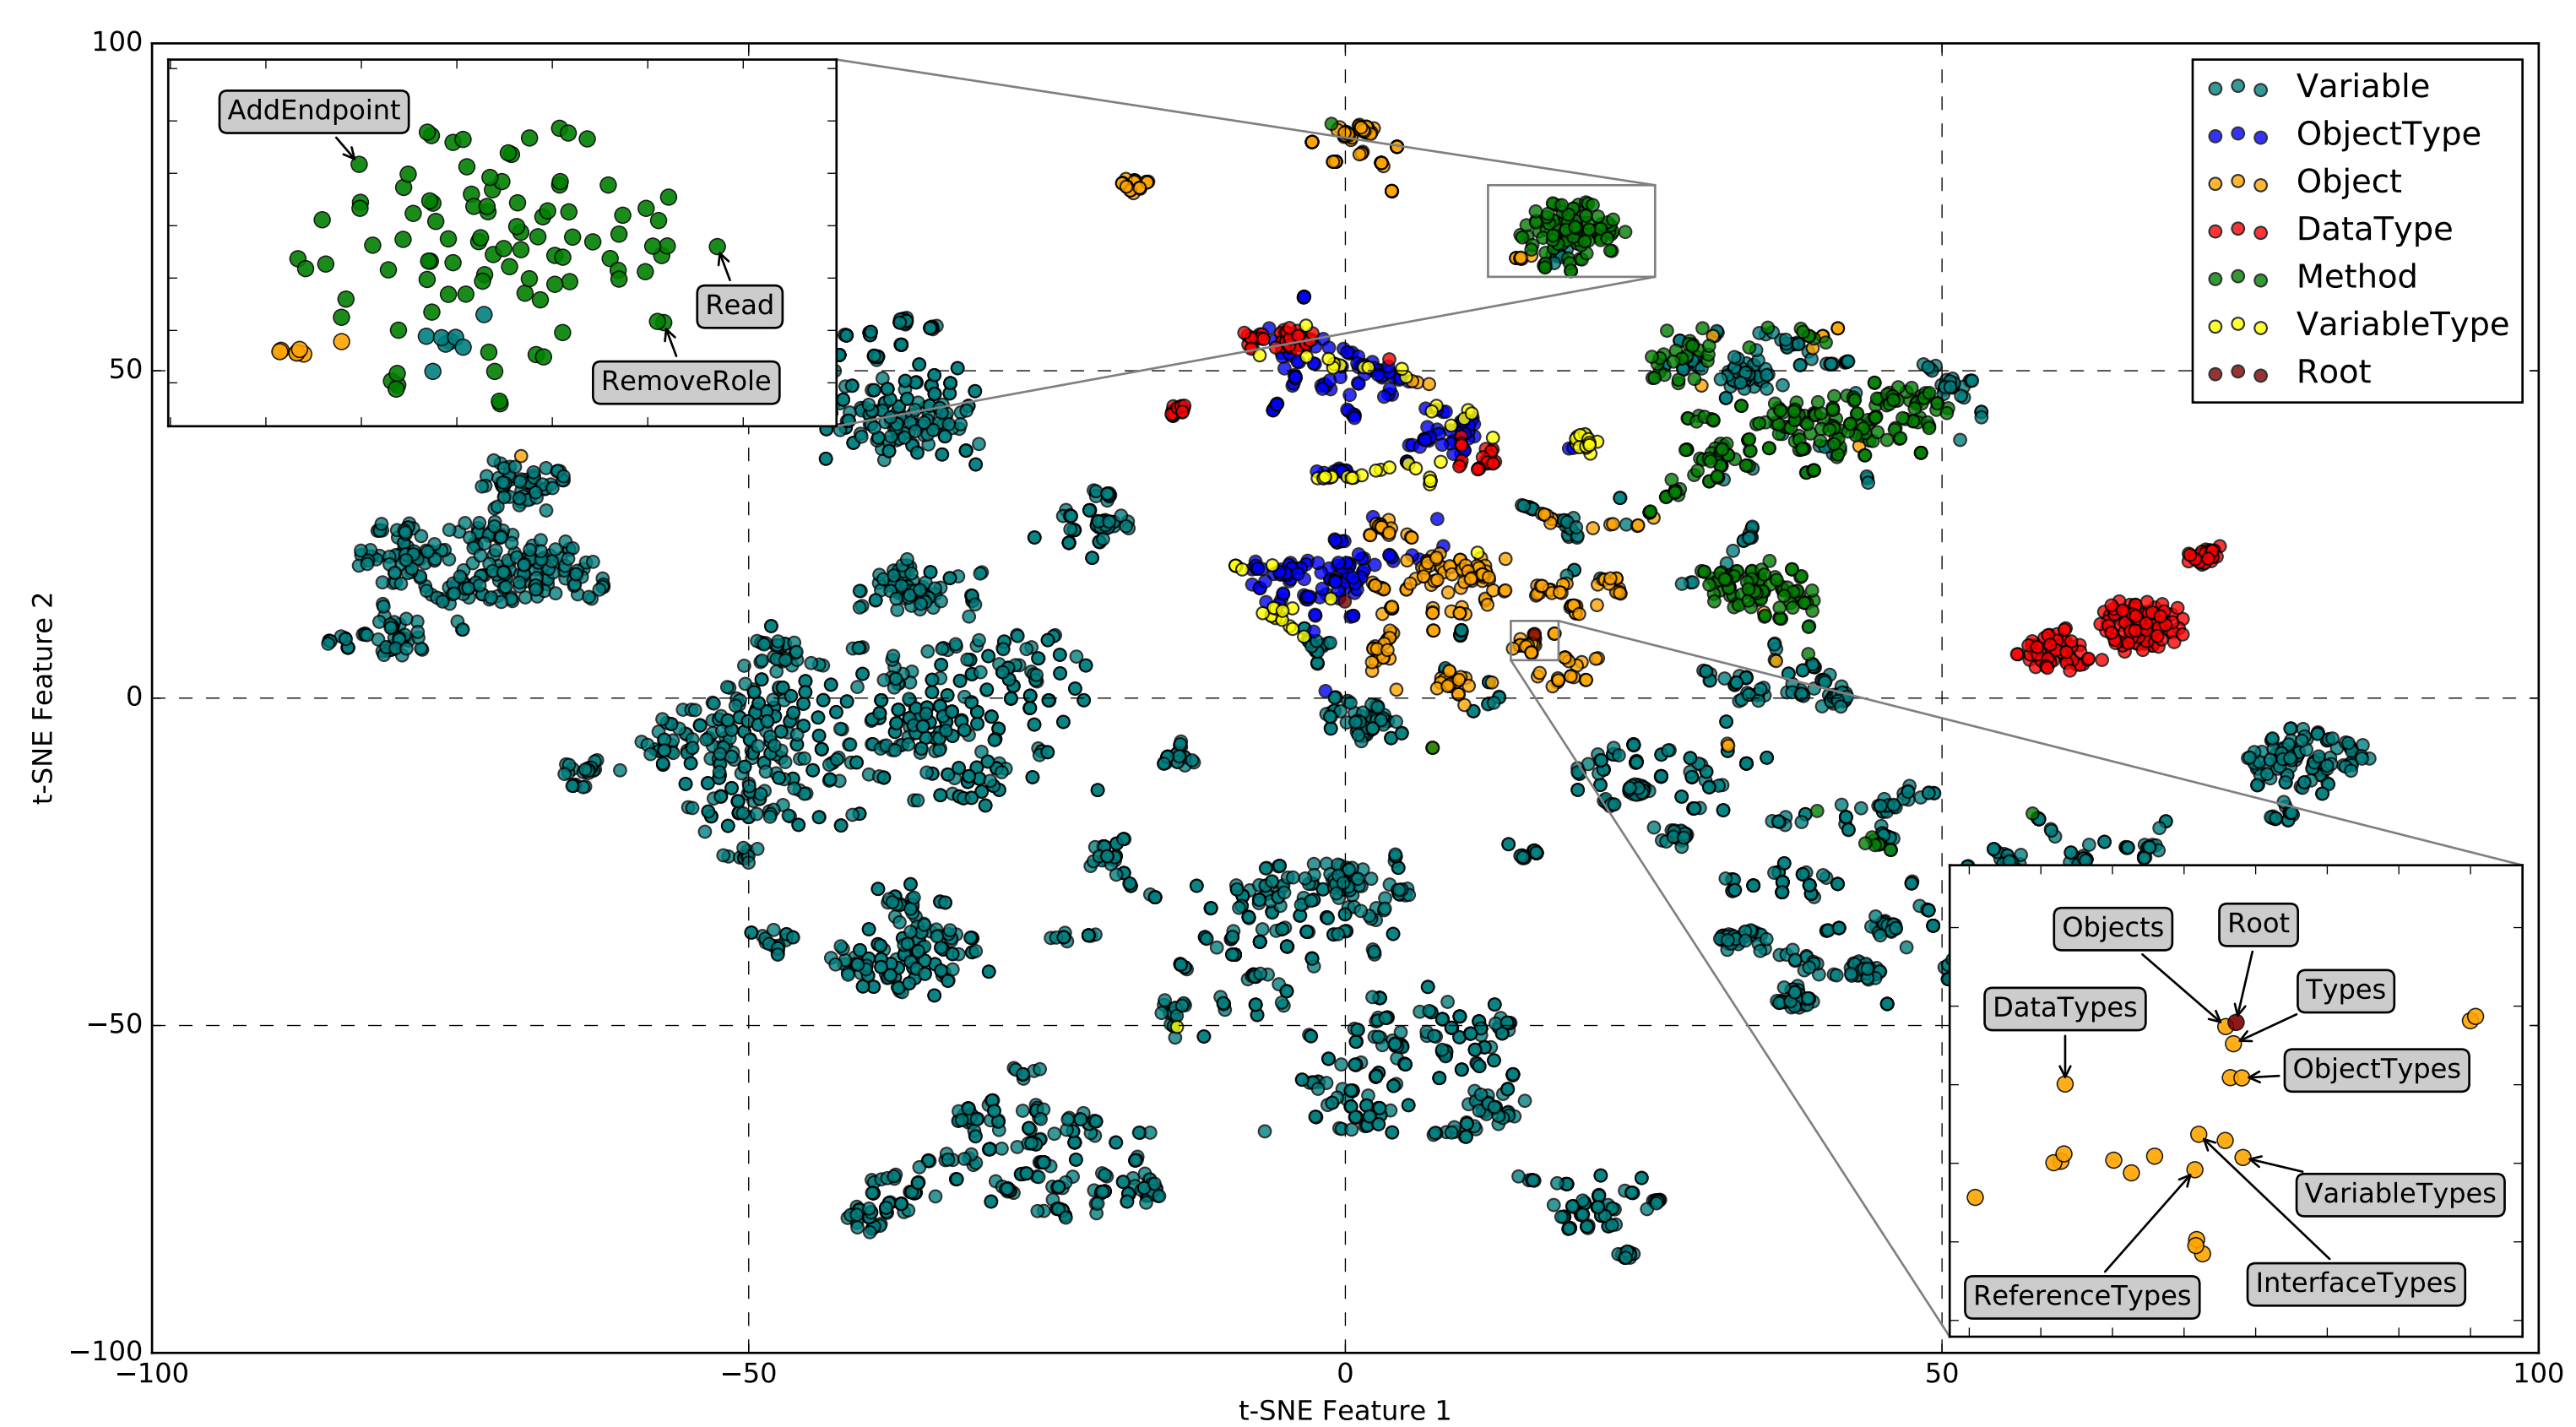 100
50
0
−50
−100
t-SNE Feature 2
−100
−50
0
50
100
t-SNE Feature 1
AddEndpoint
Read
RemoveRole
Variable
ObjectType
Object
DataType
Method
VariableType
Root
Objects
Root
Types
DataTypes
ObjectTypes
VariableTypes
InterfaceTypes
ReferenceTypes